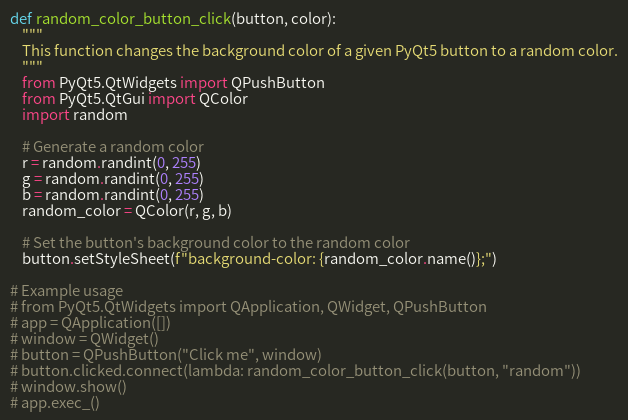 def random_color_button_click(button, color):
    """
    This function changes the background color of a given PyQt5 button to a random color.
    """
    from PyQt5.QtWidgets import QPushButton
    from PyQt5.QtGui import QColor
    import random

    # Generate a random color
    r = random.randint(0, 255)
    g = random.randint(0, 255)
    b = random.randint(0, 255)
    random_color = QColor(r, g, b)

    # Set the button's background color to the random color
    button.setStyleSheet(f"background-color: {random_color.name()};")

# Example usage
# from PyQt5.QtWidgets import QApplication, QWidget, QPushButton
# app = QApplication([])
# window = QWidget()
# button = QPushButton("Click me", window)
# button.clicked.connect(lambda: random_color_button_click(button, "random"))
# window.show()
# app.exec_()